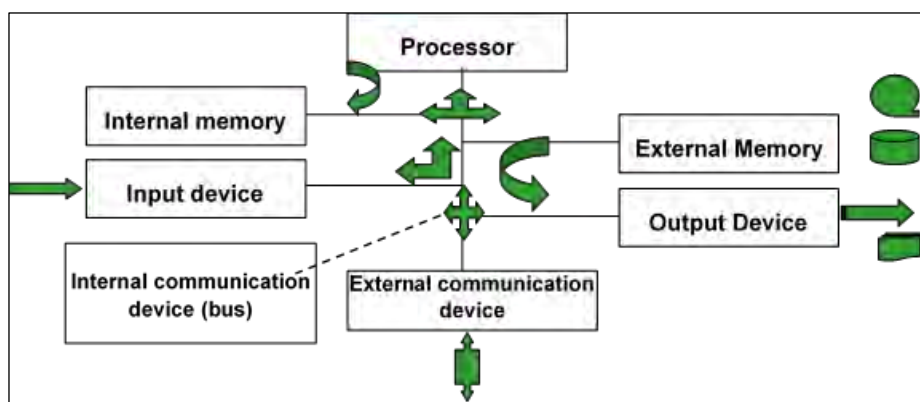 Processor
Internal memory
External Memory
Input device
Output Device
Internal communication
device (bus)
External communication
device